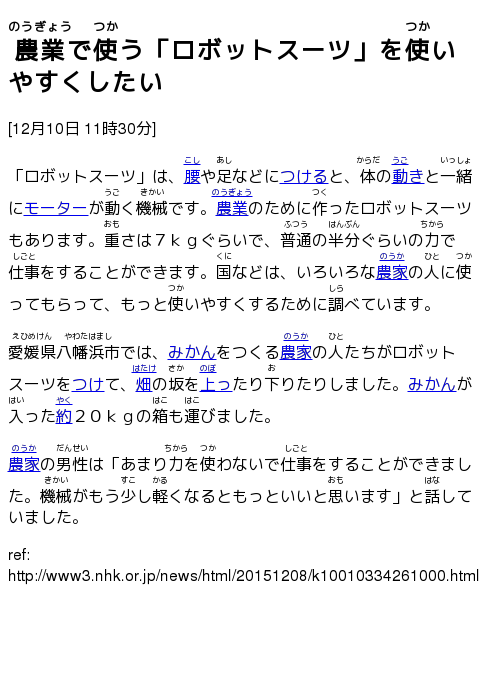 農業で使う「ロボットスーツ」を使い
やすくしたい
[12月10日 11時30分]
「ロボットスーツ」は、腰や足などにつけると、体の動きと一緒
にモーターが動く機械です。農業のために作ったロボットスーツ
もあります。重さは７ｋｇぐらいで、普通の半分ぐらいの力で
仕事をすることができます。国などは、いろいろな農家の人に使
ってもらって、もっと使いやすくするために調べています。
愛媛県八幡浜市では、みかんをつくる農家の人たちがロボット
スーツをつけて、畑の坂を上ったり下りたりしました。みかんが
入った約２０ｋｇの箱も運びました。
農家の男性は「あまり力を使わないで仕事をすることができまし
た。機械がもう少し軽くなるともっといいと思います」と話して
いました。
ref:
http://www3.nhk.or.jp/news/html/20151208/k10010334261000.html